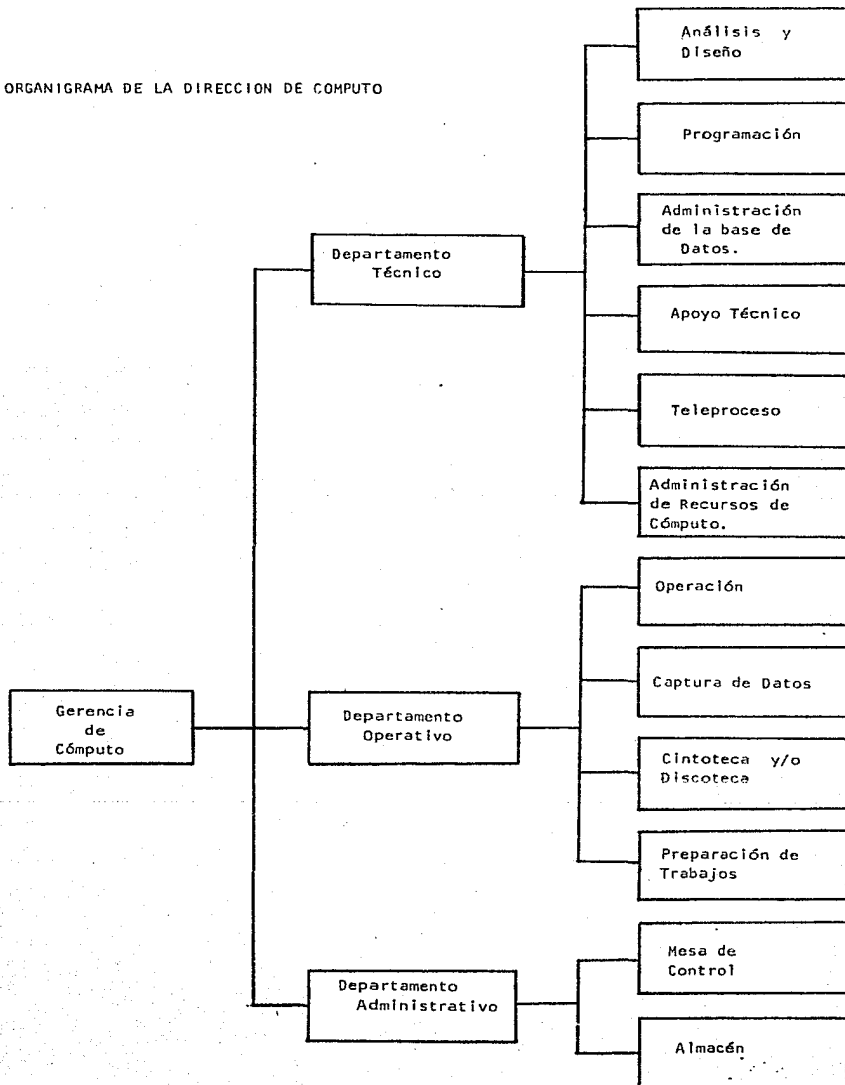 Análisis y
Diseño
ORGANIGRAMA DE LA DIRECCION DE COMPUTO
Programación
Administración
de la base de
Datos.
Departamento
Técnico
Apoyo Técnico
Teleproceso
Administración
de Recursos de
Cómputo.
Operación
Captura de Datos
Gerencia
de
Cómputo
Departamento
Operativo
Cintoteca y/o
Discoteca
Preparación de
Trabajos
Mesa de
Control
Departamento
Administrativo
Almacén